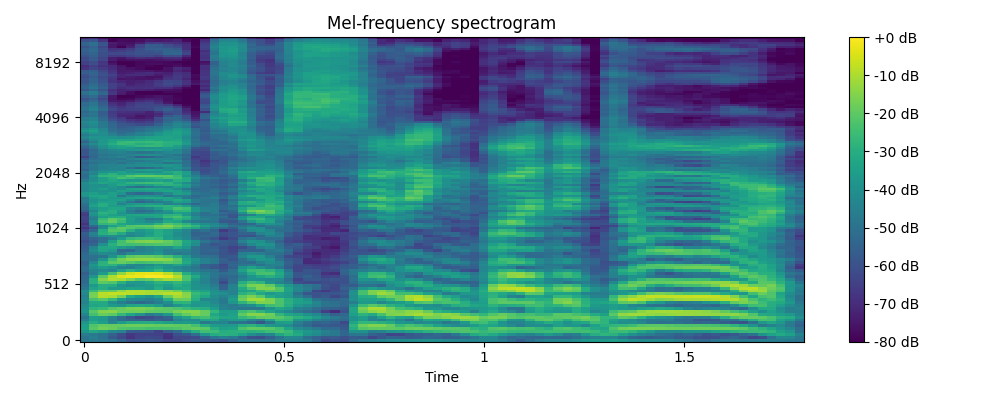 Mel-frequency spectrogram
+0 dB
8192
-10 dB
4096
-20 dB
-30 dB
2048
Hz
-40 dB
1024
-50 dB
-60 dB
512
-70 dB
0
-80 dB
0 0.5 1 1.5
Time